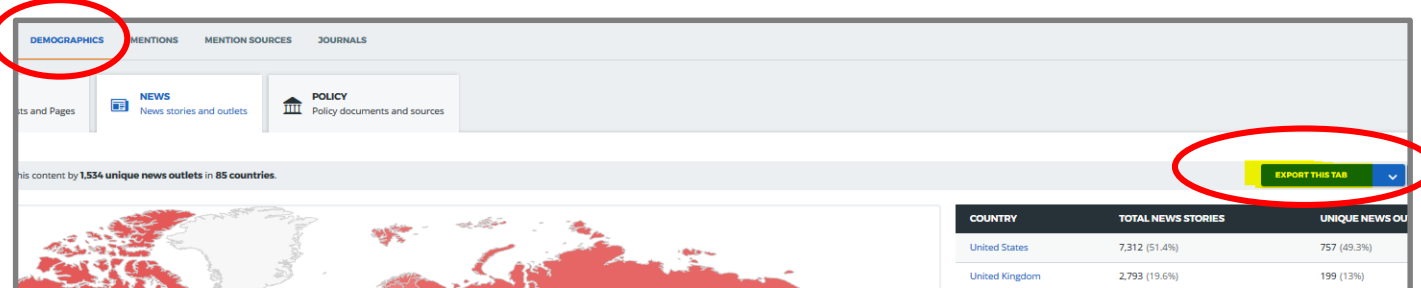 DEMOGRAPHICS MENTIONS MENTION SOURCES JOURNALS
NEWS
POLICY
sts and Pages News stories and outlets Policy documents and sources
his content by 1,534 unique news outlets in 85 countries.
EXPORT THIS TAB
COUNTRY TOTAL NEWS STORIES UNIQUE NEWS OU
United States 7,312 (51.4%) 757 (49.3%)
United Kingdom 2,793 (19.6%) 199 (13%)